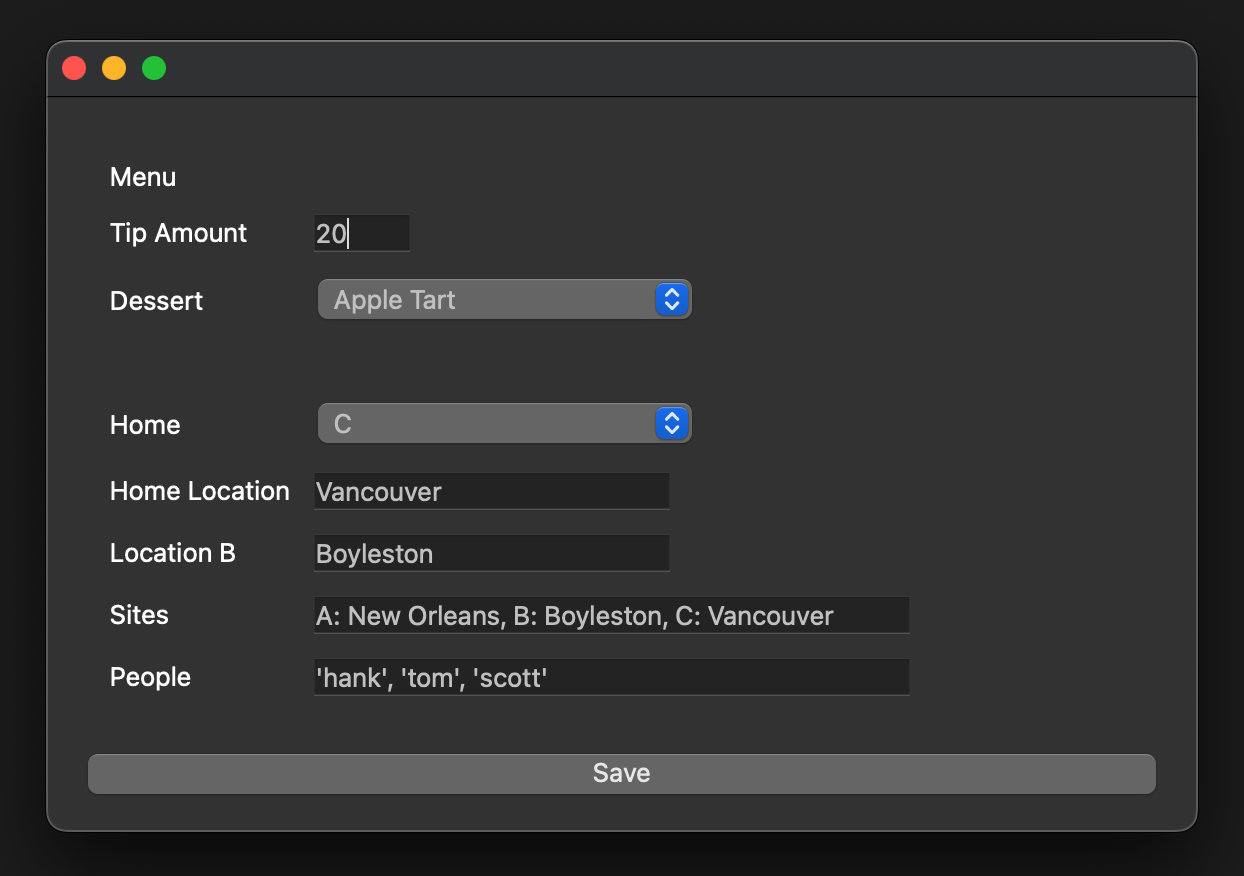 Menu
Tip Amount 20
Dessert Apple Tart
Home C
Home Location Vancouver
Location B Boyleston
Sites A: New Orleans, B: Boyleston, C: Vancouver
People 'hank', 'tom', 'scott'
Save